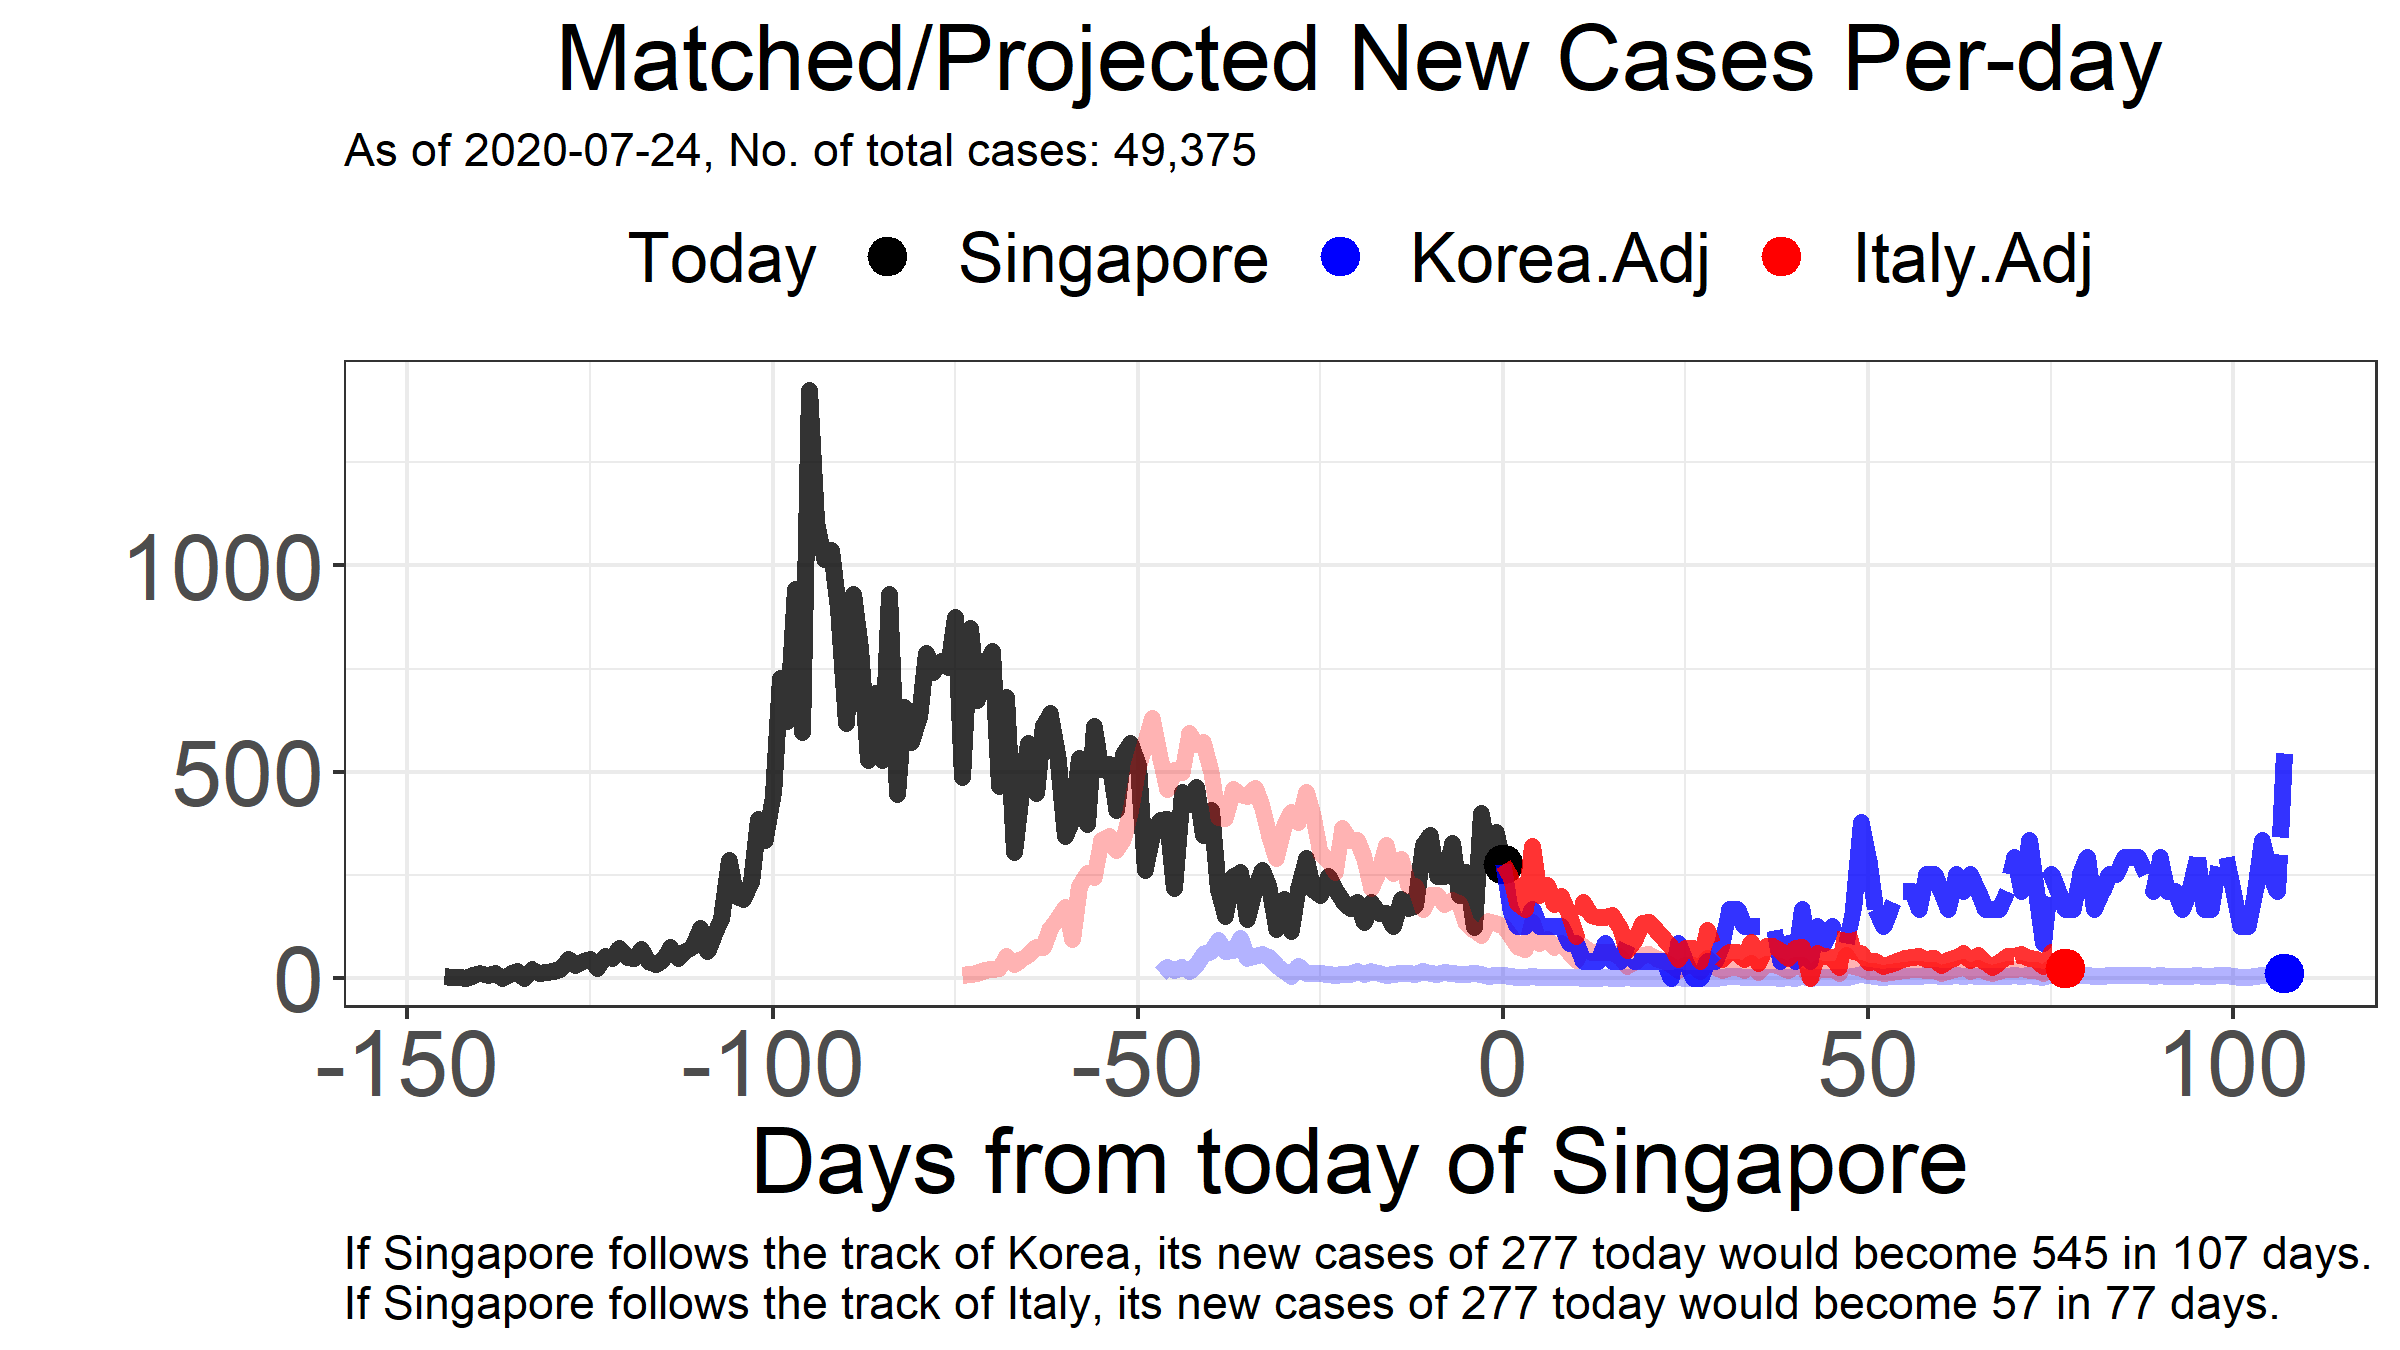 Matched/Projected New Cases Per-day
As of 2020-07-24, No. of total cases: 49,375
Today Singapore Korea.Adj Italy.Adj
1000
500
0
-150 -100 -50 0 50 100
Days from today of Singapore
If Singapore follows the track of Korea, its new cases of 277 today would become 545 in 107 days.
If Singapore follows the track of Italy, its new cases of 277 today would become 57 in 77 days.